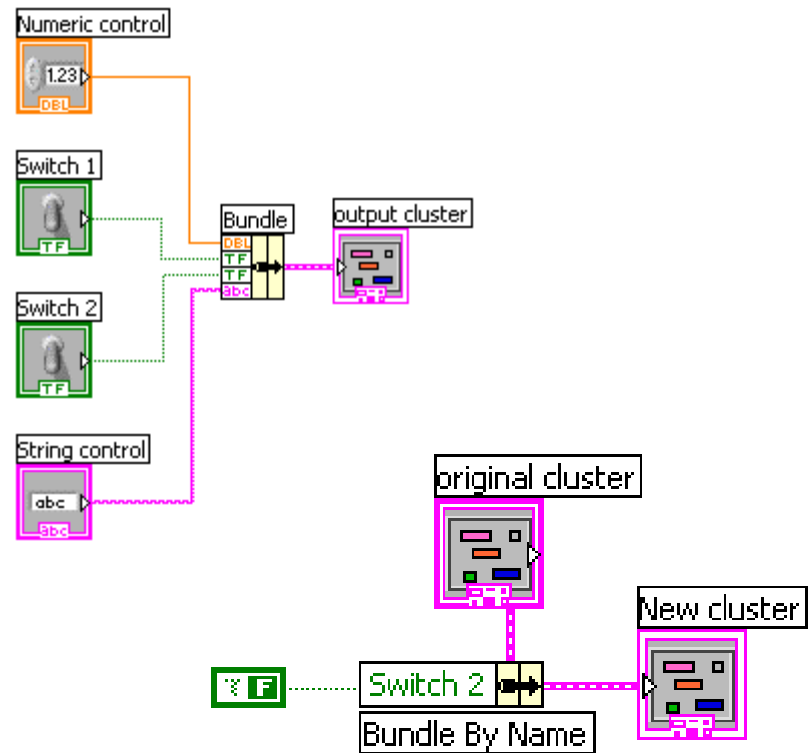 Numeric control
1.23
DBL
Switch 1
TF
Bundle
output cluster
DBL
TF
TF
abc
Switch 2
TF
String control
abc
abc
original cluster
New cluster
F
Switch 2
Bundle By Name